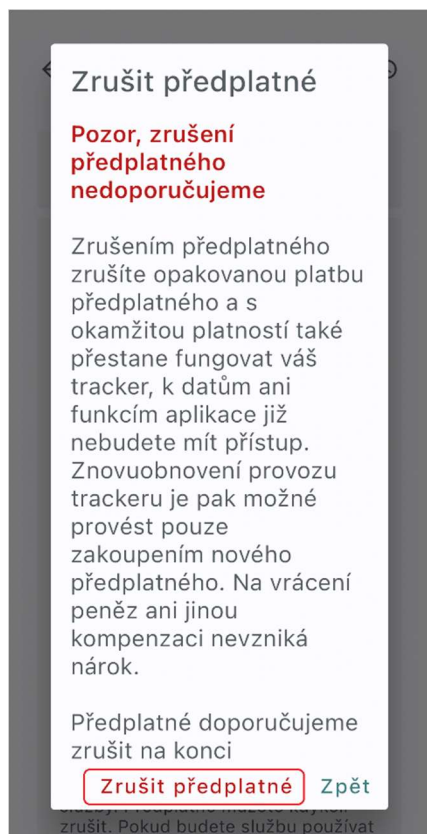 Zrušit předplatné
Pozor, zrušení
předplatného
nedoporučujeme
Zrušením předplatného
zrušíte opakovanou platbu
předplatného a s
okamžitou platností také
přestane fungovat váš
tracker, k datům ani
funkcím aplikace již
nebudete mít přístup.
Znovuobnovení provozu
trackeru je pak možné
provést pouze
zakoupením nového
předplatného. Na vrácení
peněz ani jinou
kompenzaci nevzniká
nárok.
Předplatné doporučujeme
zrušit na konci
Zrušit předplatné Zpět
zrušit. Pokud budete službu používat